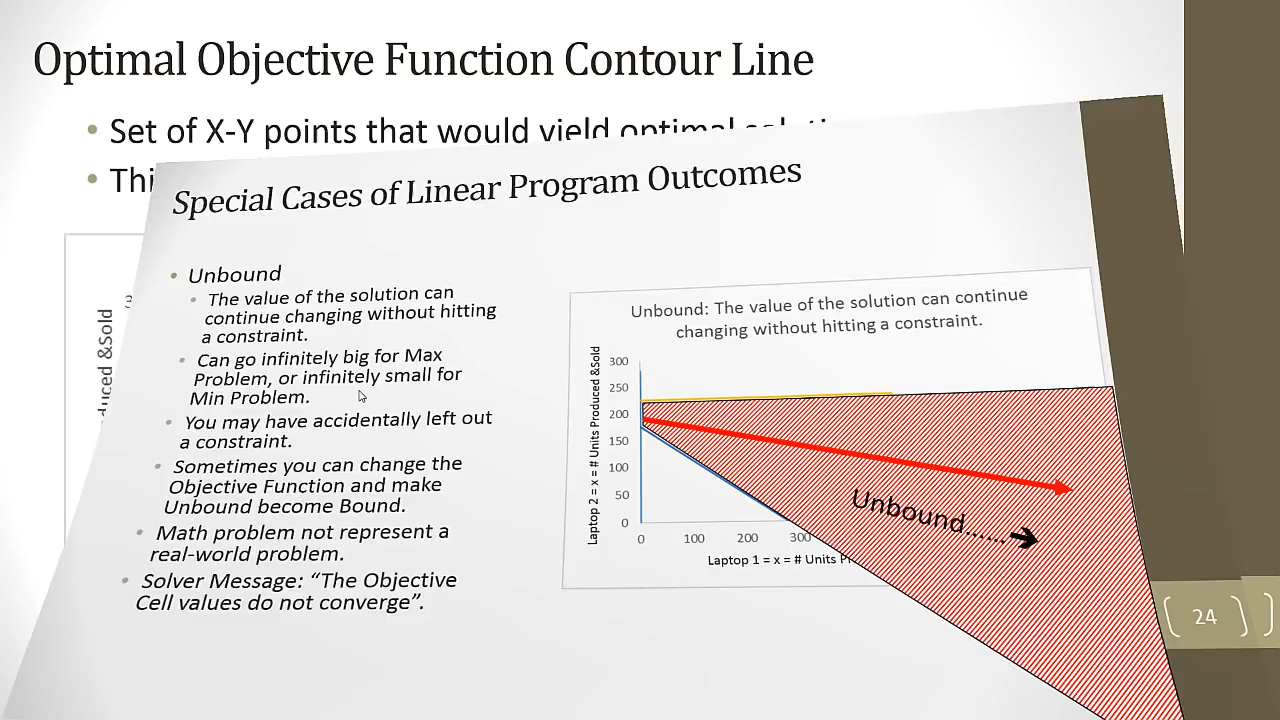 Optimal Objective Function Contour Line
• Set of X-Y points that would yield optimal
• Thi
Special Cases of Linear Program Outcomes
• Unbound
• The value of the solution can
continue changing without hitting
a constraint.
• Can go infinitely big for Max
Problem, or infinitely small for
Min Problem.
• You may have accidentally left out
a constraint.
• Sometimes you can change the
Objective Function and make
Unbound become Bound.
• Math problem not represent a
real-world problem.
• Solver Message: “The Objective
Cell values do not converge”.
Unbound: The value of the solution can continue
changing without hitting a constraint.
Laptop 2 = x = # Units Produced &Sold
300
250
200
150
100
50
0
0 100 200 300
Laptop 1 = x = # Units
Unbound......
duced &Sold
3
24